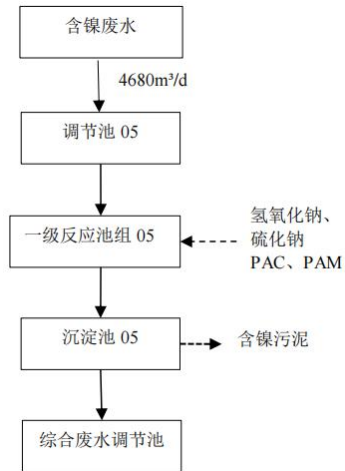 含镍废水
4680m³/d
调节池 05
一级反应池组 05
氢氧化钠、
硫化钠
PAC、PAM
沉淀池 05
含镍污泥
综合废水调节池